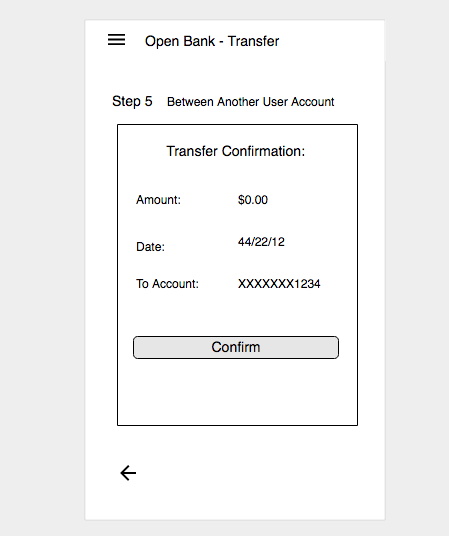 Open Bank - Transfer
Step 5 Between Another User Account
Transfer Confirmation:
Amount: $0.00
Date: 44/22/12
To Account: XXXXXXX1234
Confirm